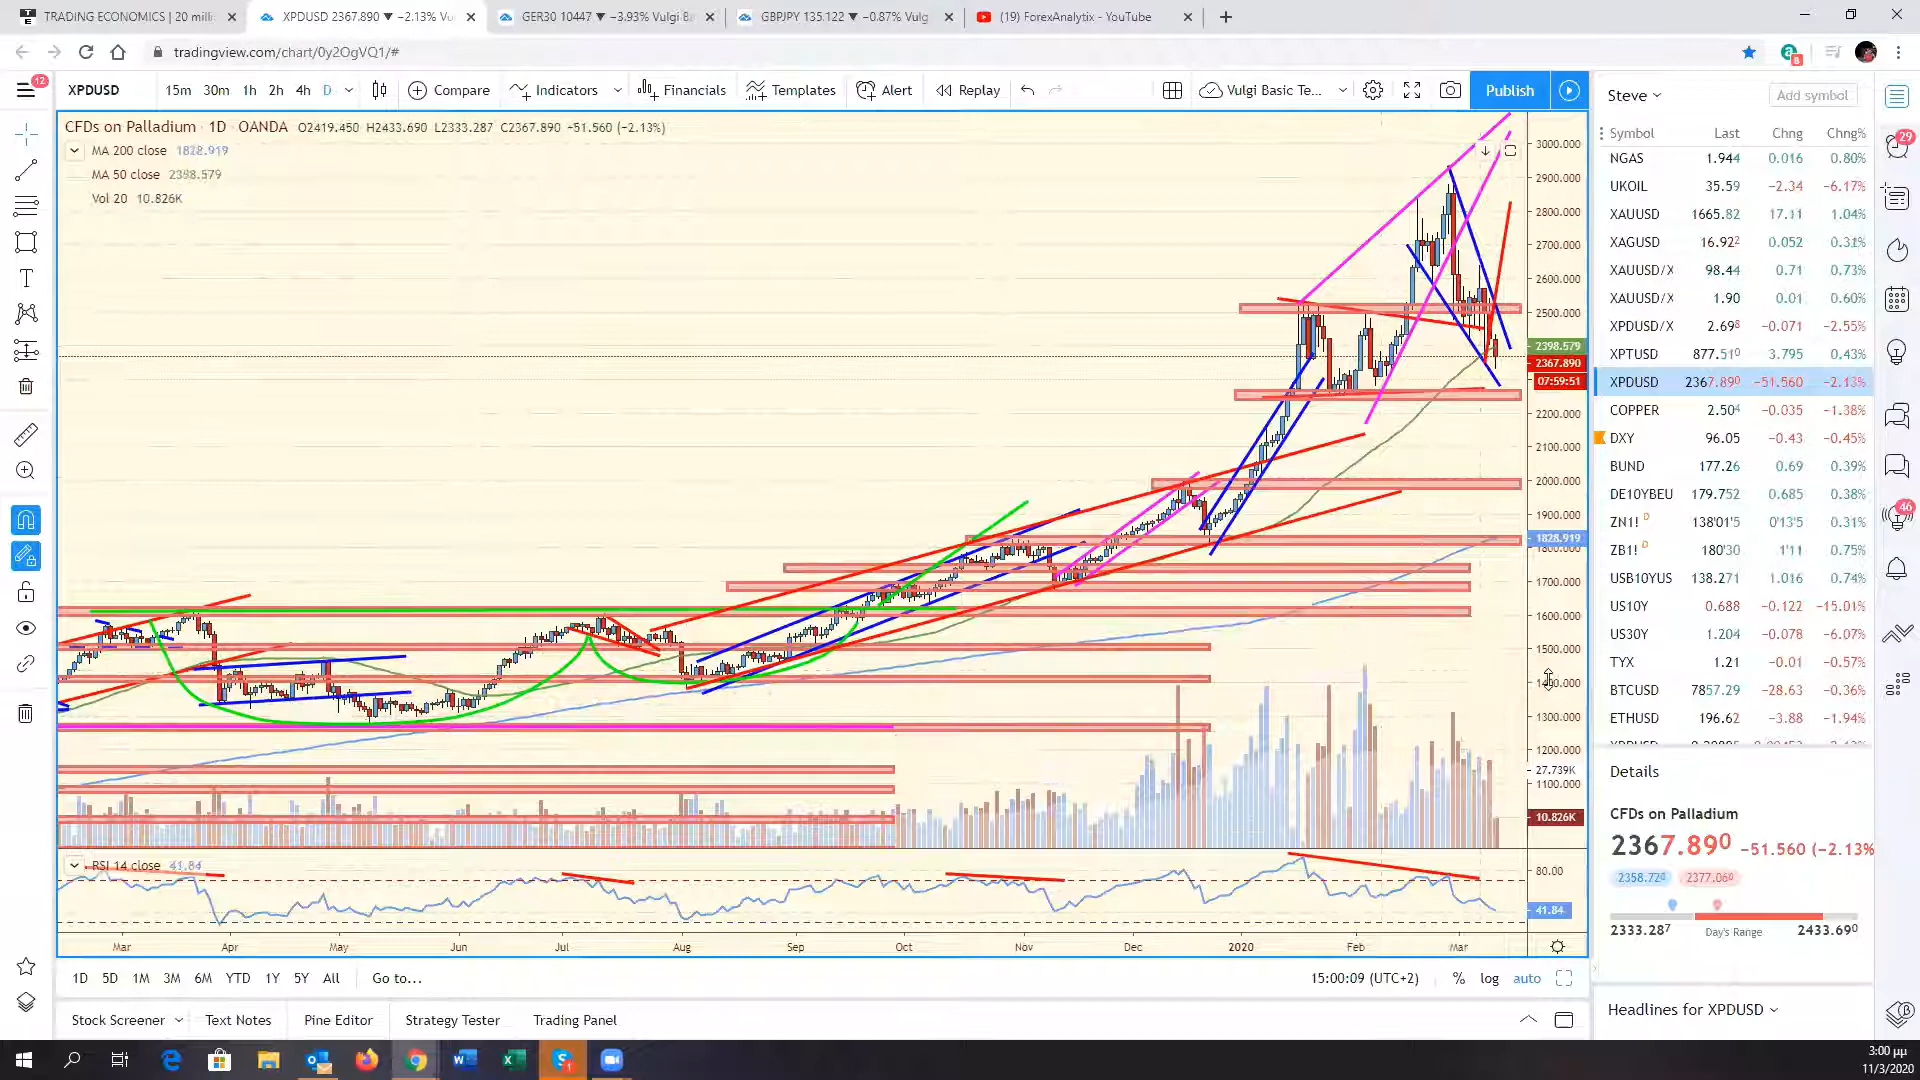 TRADING ECONOMICS | 20 milli
XPDUSD 2367.890 ▼ −2.13% Vu
GER30 10447 ▼ −3.93% Vulgi Ba
GBPJPY 135.122 ▼ −0.87% Vulg
(19) ForexAnalytix - YouTube
tradingview.com/chart/0y2OgVQ1/#
12
XPDUSD 15m 30m 1h 2h 4h D Compare Indicators Financials Templates Alert Replay Vulgi Basic Te... Publish
CFDs on Palladium · 1D · OANDA O2419.450 H2433.690 L2333.287 C2367.890 −51.560 (−2.13%)
MA 200 close 1828.919
MA 50 close 2398.579
Vol 20 10.826K
3000.000
2900.000
2800.000
2700.000
2600.000
2500.000
2398.579
2367.890
07:59:51
2200.000
2100.000
2000.000
1900.000
1828.919
1800.000
1700.000
1600.000
1500.000
1400.000
1300.000
1200.000
27.739K
1100.000
10.826K
RSI 14 close 41.84
80.00
41.84
Mar Apr May Jun Jul Aug Sep Oct Nov Dec 2020 Feb Mar
1D 5D 1M 3M 6M YTD 1Y 5Y All Go to... 15:00:09 (UTC+2) % log auto
Stock Screener Text Notes Pine Editor Strategy Tester Trading Panel
Steve Add symbol
Symbol Last Chng Chng%
NGAS 1.944 0.016 0.80%
UKOIL 35.59 −2.34 −6.17%
XAUUSD 1665.82 17.11 1.04%
XAGUSD 16.922 0.052 0.31%
XAUUSD/X 98.44 0.71 0.73%
XAUUSD/X 1.90 0.01 0.60%
XPDUSD/X 2.698 −0.071 −2.55%
XPTUSD 877.510 3.795 0.43%
XPDUSD 2367.890 −51.560 −2.13%
COPPER 2.504 −0.035 −1.38%
DXY 96.05 −0.43 −0.45%
BUND 177.26 0.69 0.39%
DE10YBEU 179.752 0.685 0.38%
ZN1! D 138'01'5 0'13'5 0.31%
ZB1! D 180'30 1'11 0.75%
USB10YUS 138.271 1.016 0.74%
US10Y 0.688 −0.122 −15.01%
US30Y 1.204 −0.078 −6.07%
TYX 1.21 −0.01 −0.57%
BTCUSD 7857.29 −28.63 −0.36%
ETHUSD 196.62 −3.88 −1.94%
Details
CFDs on Palladium
2367.890 −51.560 (−2.13%
2358.720 2377.060
2333.287 Day's Range 2433.690
Headlines for XPDUSD
29
46
3:00 μμ
11/3/2020